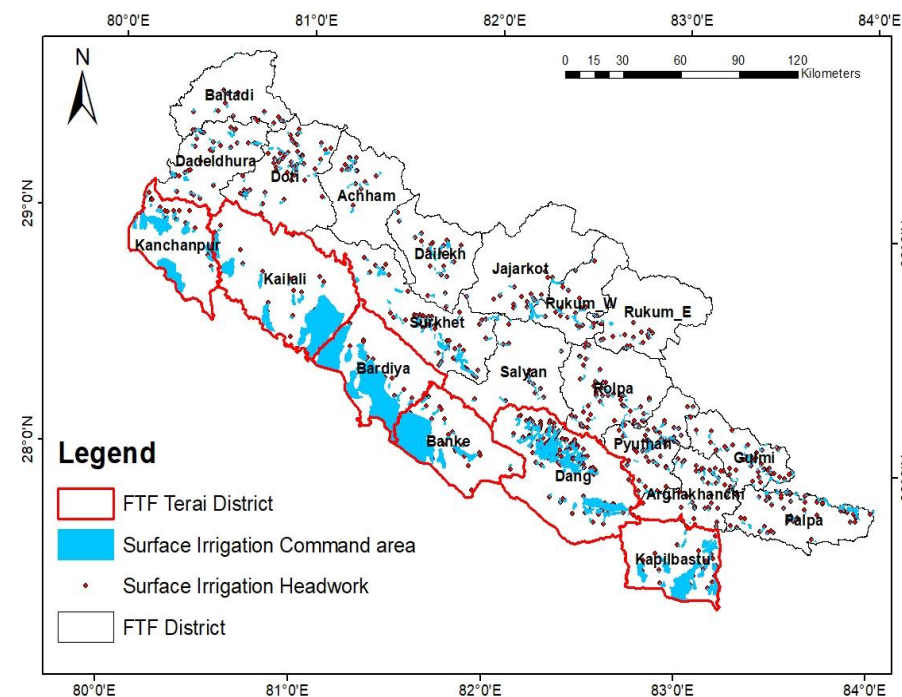 80°0'E 81°0'E 82°0'E 83°0'E 84°0'E
N
0 15 30 60 90 120
Kilometers
Baitadi
Dadeldhura
Doti
Achham
29°0'N
Kanchanpur
Dailekh
Jajarkot
Kailali
Rukum_W
Rukum_E
Surkhet
Bardiya
Salyan
Rolpa
28°0'N
Banke
Pyuthan
Gulmi
Dang
Arghakhanchi
Palpa
Kapilbastu
Legend
FTF Terai District
Surface Irrigation Command area
Surface Irrigation Headwork
FTF District
80°0'E 81°0'E 82°0'E 83°0'E 84°0'E